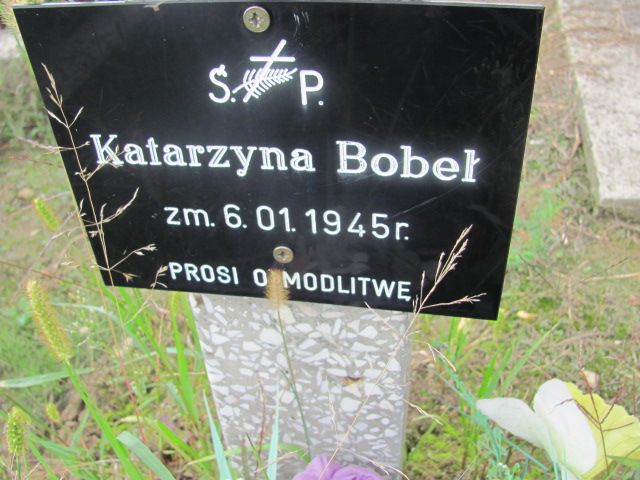 Ś. P.
Katarzyna Bobeł
zm. 6.01.1945r.
PROSI O MODLITWĘ